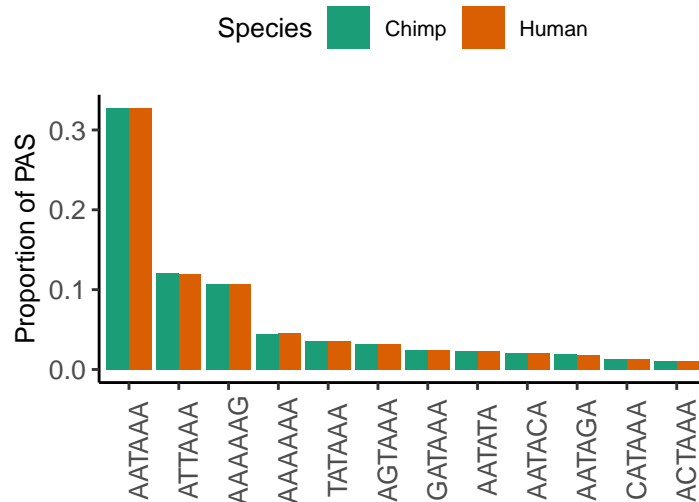 Species Chimp Human
Proportion of PAS
0.3
0.2
0.1
0.0
AATAAA
ATTAAA
AAAAAG
AAAAAA
TATAAA
AGTAAA
GATAAA
AATATA
AATACA
AATAGA
CATAAA
ACTAAA